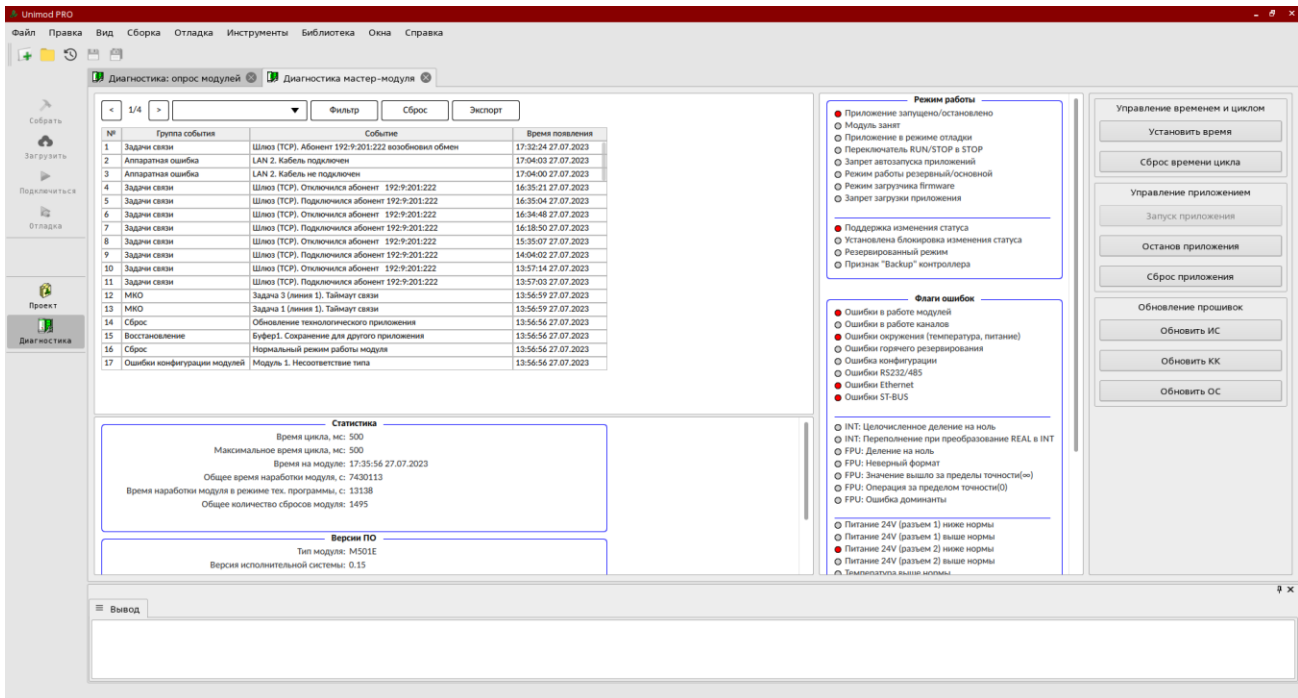 Unimod PRO
Файл Правка Вид Сборка Отладка Инструменты Библиотека Окна Справка
Диагностика: опрос модулей Диагностика мастер-модуля
Собрать
Загрузить
Подключиться
Отладка
Проект
Диагностика
< 1/4 > Фильтр Сброс Экспорт
№ Группа события Событие Время появления
1 Задачи связи Шлюз (TCP). Абонент 192:9:201:222 возобновил обмен 17:32:24 27.07.2023
2 Аппаратная ошибка LAN 2. Кабель подключен 17:04:03 27.07.2023
3 Аппаратная ошибка LAN 2. Кабель не подключен 17:04:00 27.07.2023
4 Задачи связи Шлюз (TCP). Отключился абонент 192:9:201:222 16:35:21 27.07.2023
5 Задачи связи Шлюз (TCP). Подключился абонент 192:9:201:222 16:35:04 27.07.2023
6 Задачи связи Шлюз (TCP). Отключился абонент 192:9:201:222 16:34:48 27.07.2023
7 Задачи связи Шлюз (TCP). Подключился абонент 192:9:201:222 16:18:50 27.07.2023
8 Задачи связи Шлюз (TCP). Отключился абонент 192:9:201:222 15:35:07 27.07.2023
9 Задачи связи Шлюз (TCP). Подключился абонент 192:9:201:222 14:04:02 27.07.2023
10 Задачи связи Шлюз (TCP). Отключился абонент 192:9:201:222 13:57:14 27.07.2023
11 Задачи связи Шлюз (TCP). Подключился абонент 192:9:201:222 13:57:03 27.07.2023
12 МКО Задача 3 (линия 1). Таймаут связи 13:56:59 27.07.2023
13 МКО Задача 1 (линия 1). Таймаут связи 13:56:59 27.07.2023
14 Сброс Обновление технологического приложения 13:56:56 27.07.2023
15 Восстановление Буфер1. Сохранение для другого приложения 13:56:56 27.07.2023
16 Сброс Нормальный режим работы модуля 13:56:56 27.07.2023
17 Ошибки конфигурации модулей Модуль 1. Несоответствие типа 13:56:56 27.07.2023
Статистика
Время цикла, мс: 500
Максимальное время цикла, мс: 500
Время на модуле: 17:35:56 27.07.2023
Общее время наработки модуля, с: 7430113
Время наработки модуля в режиме тех. программы, с: 13138
Общее количество сбросов модуля: 1495
Версии ПО
Тип модуля: M501E
Версия исполнительной системы: 0.15
Режим работы
Приложение запущено/остановлено
Модуль занят
Приложение в режиме отладки
Переключатель RUN/STOP в STOP
Запрет автозапуска приложений
Режим работы резервный/основной
Режим загрузчика firmware
Запрет загрузки приложения
Поддержка изменения статуса
Установлена блокировка изменения статуса
Резервированный режим
Признак "Backup" контроллера
Флаги ошибок
Ошибки в работе модулей
Ошибки в работе каналов
Ошибки окружения (температура, питание)
Ошибки горячего резервирования
Ошибка конфигурации
Ошибки RS232/485
Ошибки Ethernet
Ошибки ST-BUS
INT: Целочисленное деление на ноль
INT: Переполнение при преобразование REAL в INT
FPU: Деление на ноль
FPU: Неверный формат
FPU: Значение вышло за пределы точности(∞)
FPU: Операция за пределом точности(0)
FPU: Ошибка доминанты
Питание 24V (разъем 1) ниже нормы
Питание 24V (разъем 1) выше нормы
Питание 24V (разъем 2) ниже нормы
Питание 24V (разъем 2) выше нормы
Температура выше нормы
Управление временем и циклом
Установить время
Сброс времени цикла
Управление приложением
Запуск приложения
Останов приложения
Сброс приложения
Обновление прошивок
Обновить ИС
Обновить КК
Обновить ОС
Вывод